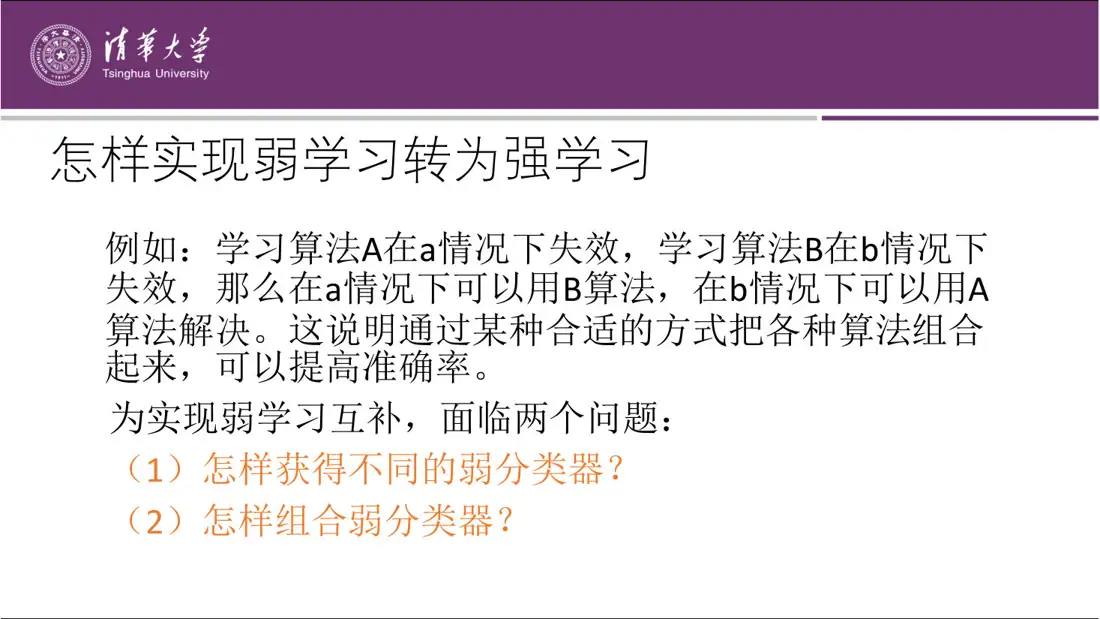 清华大学
Tsinghua University
怎样实现弱学习转为强学习
例如：学习算法A在a情况下失效，学习算法B在b情况下
失效，那么在a情况下可以用B算法，在b情况下可以用A
算法解决。这说明通过某种合适的方式把各种算法组合
起来，可以提高准确率。
为实现弱学习互补，面临两个问题：
（1）怎样获得不同的弱分类器？
（2）怎样组合弱分类器？